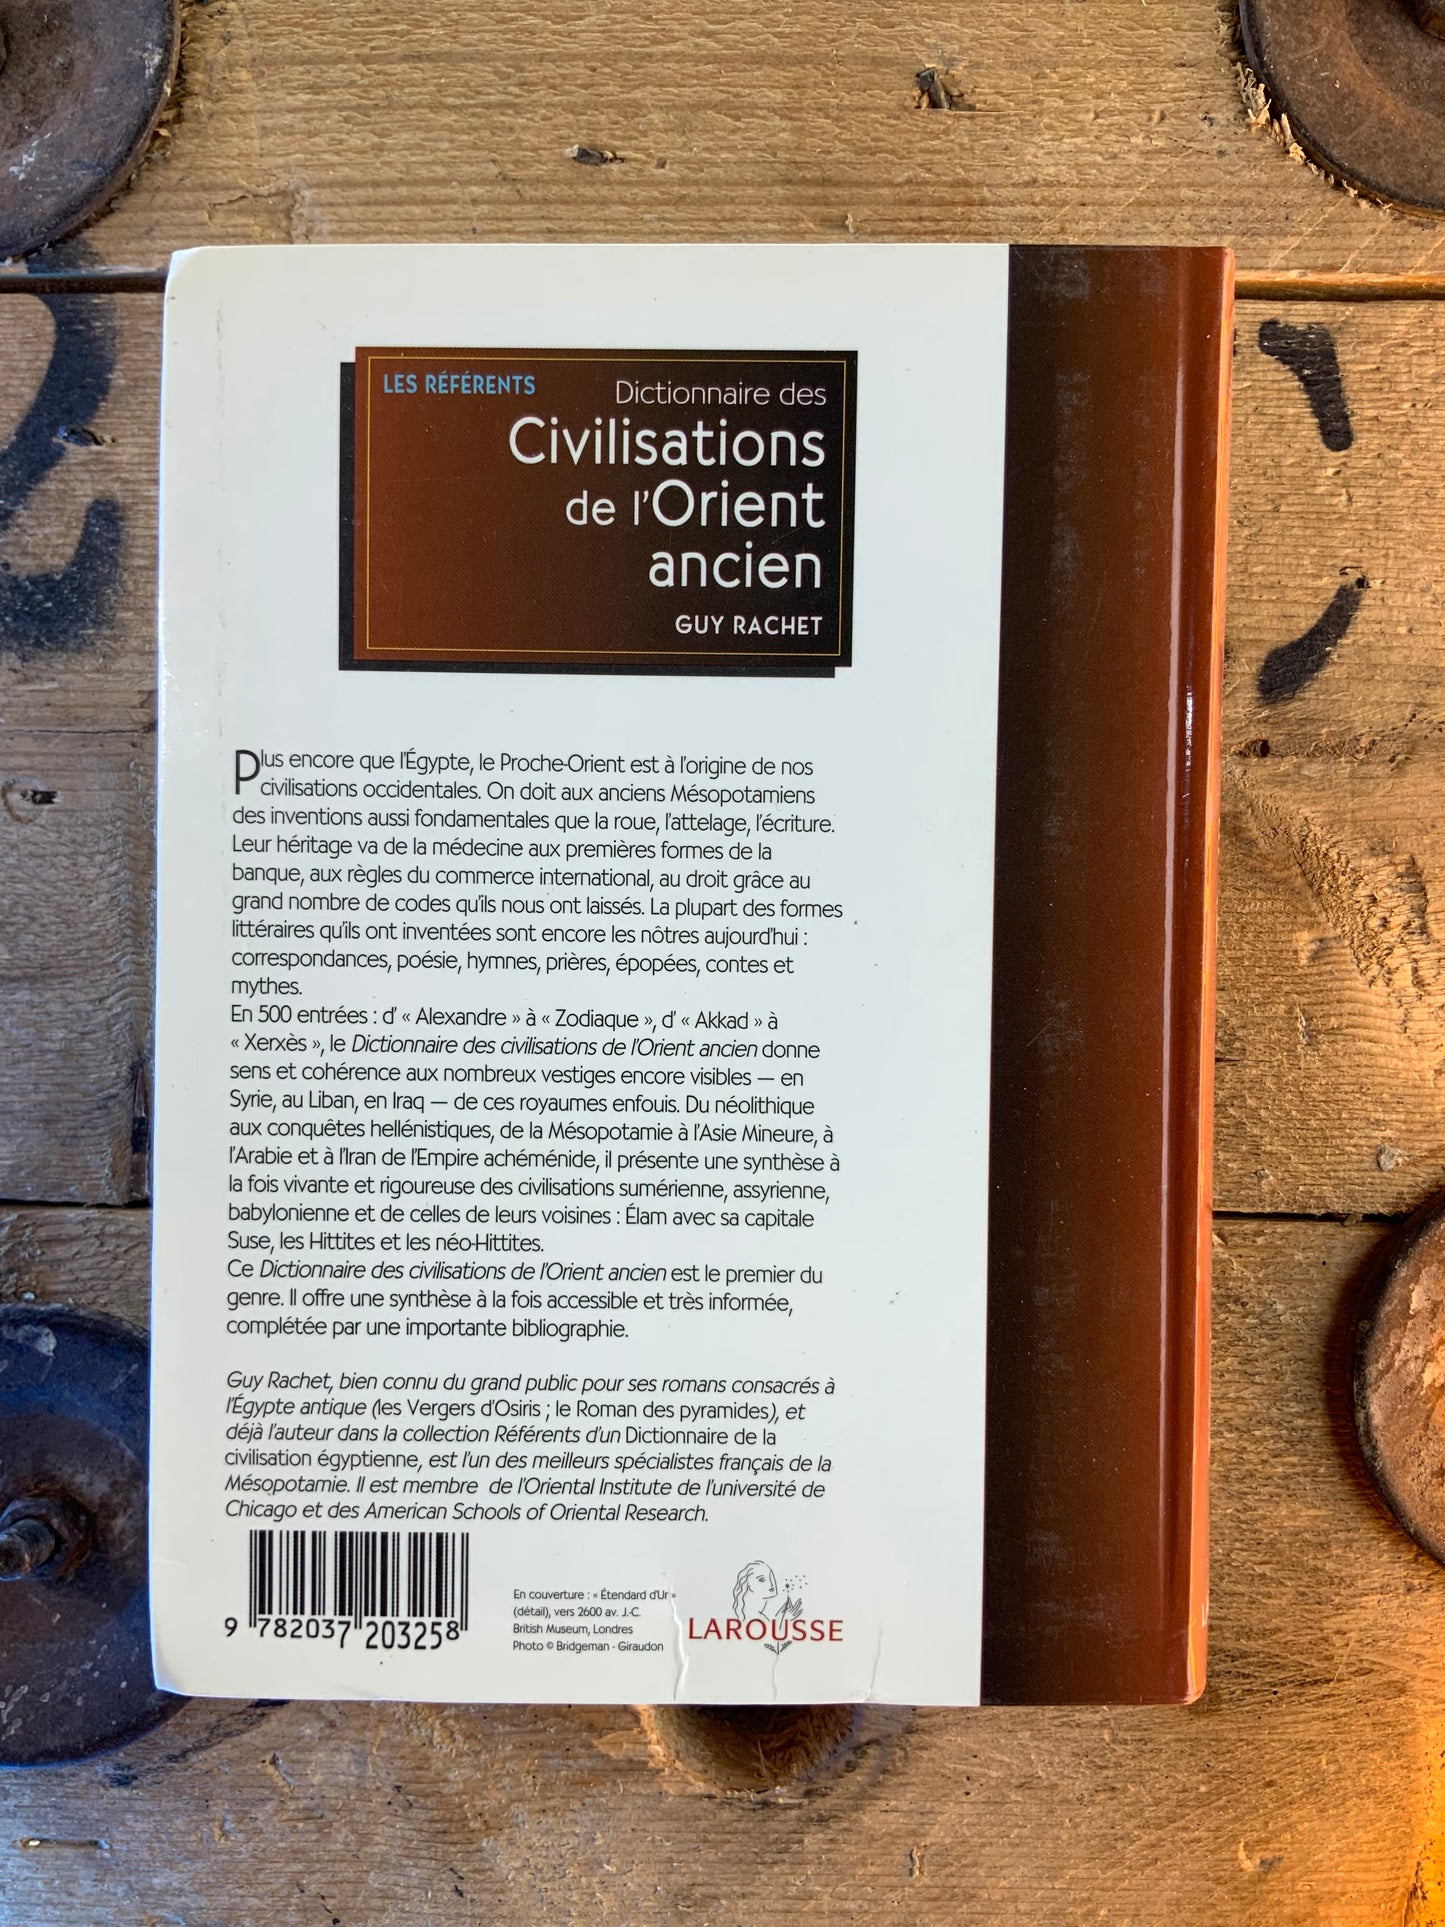 LES RÉFÉRENTS
Dictionnaire des
Civilisations
de l'Orient
ancien
GUY RACHET
Plus encore que l'Égypte, le Proche-Orient est à l'origine de nos
civilisations occidentales. On doit aux anciens Mésopotamiens
des inventions aussi fondamentales que la roue, l'attelage, l'écriture.
Leur héritage va de la médecine aux premières formes de la
banque, aux règles du commerce international, au droit grâce au
grand nombre de codes qu'ils nous ont laissés. La plupart des formes
littéraires qu'ils ont inventées sont encore les nôtres aujourd'hui :
correspondances, poésie, hymnes, prières, épopées, contes et
mythes.
En 500 entrées : d' « Alexandre » à « Zodiaque », d' « Akkad » à
« Xerxès », le Dictionnaire des civilisations de l'Orient ancien donne
sens et cohérence aux nombreux vestiges encore visibles — en
Syrie, au Liban, en Iraq — de ces royaumes enfouis. Du néolithique
aux conquêtes hellénistiques, de la Mésopotamie à l'Asie Mineure, à
l'Arabie et à l'Iran de l'Empire achéménide, il présente une synthèse à
la fois vivante et rigoureuse des civilisations sumérienne, assyrienne,
babylonienne et de celles de leurs voisines : Élam avec sa capitale
Suse, les Hittites et les néo-Hittites.
Ce Dictionnaire des civilisations de l'Orient ancien est le premier du
genre. Il offre une synthèse à la fois accessible et très informée,
complétée par une importante bibliographie.
Guy Rachet, bien connu du grand public pour ses romans consacrés à
l'Égypte antique (les Vergers d'Osiris ; le Roman des pyramides), et
déjà l'auteur dans la collection Référents d'un Dictionnaire de la
civilisation égyptienne, est l'un des meilleurs spécialistes français de la
Mésopotamie. Il est membre de l'Oriental Institute de l'université de
Chicago et des American Schools of Oriental Research.
9 782037 203258
En couverture : « Étendard d'Ur »
(détail), vers 2600 av. J.-C.
British Museum, Londres
Photo © Bridgeman - Giraudon
LAROUSSE